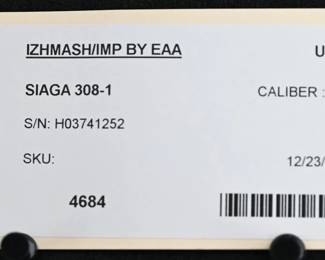 IZHMASH/IMP BY EAA U
SIAGA 308-1 CALIBER :
S/N: H03741252
SKU: 12/23/
4684